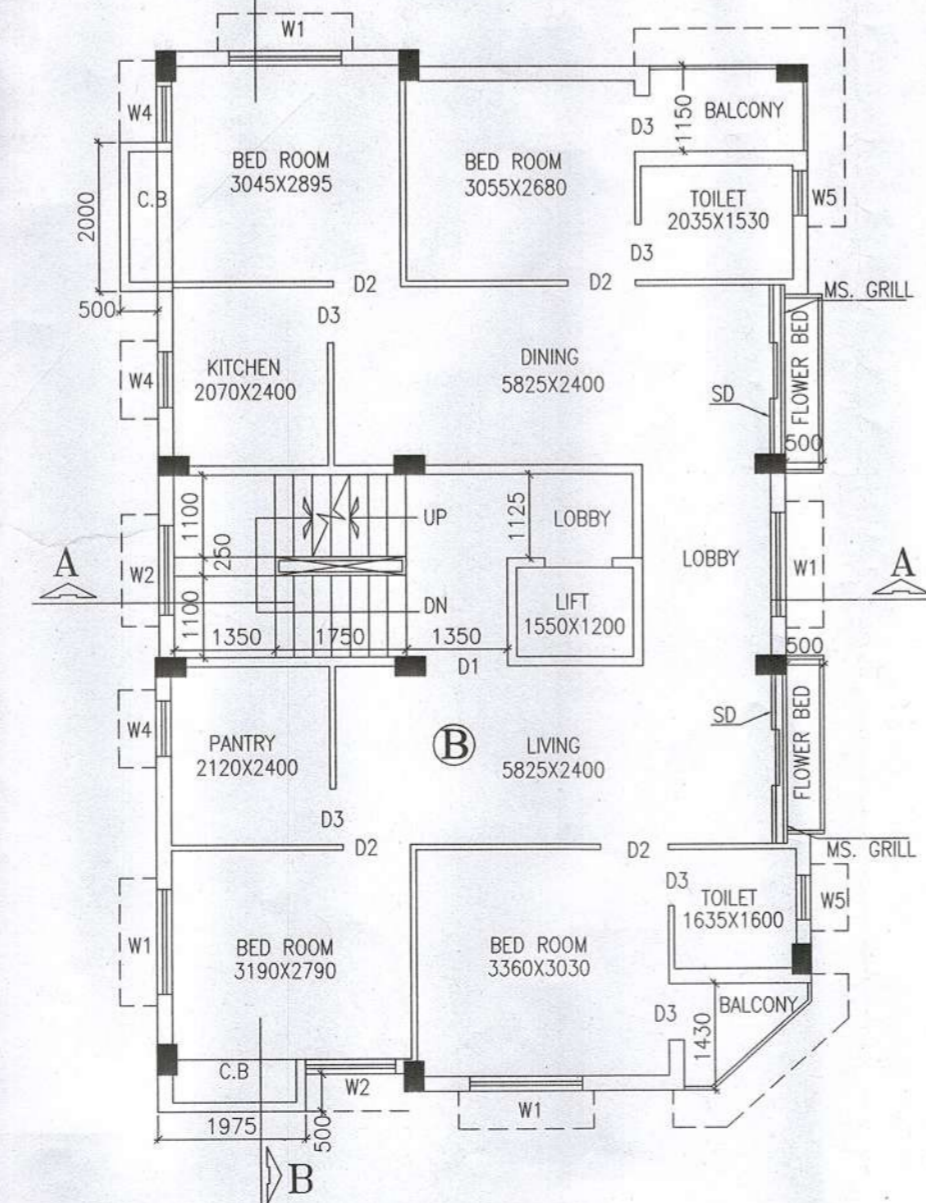 W1
W4
BED ROOM
3045X2895
BED ROOM
3055X2680
D3
1150
BALCONY
C.B
2000
TOILET
2035X1530
W5
D3
D2
D2
500
MS. GRILL
D3
KITCHEN
2070X2400
W4
DINING
5825X2400
SD
FLOWER BED
500
1100
250
1100
UP
1125
LOBBY
LOBBY
A
W2
W1
A
DN
LIFT
1550X1200
1350
1750
1350
500
D1
W4
PANTRY
2120X2400
B
LIVING
5825X2400
SD
FLOWER BED
D3
D2
D2
MS. GRILL
D3
TOILET
1635X1600
W5
W1
BED ROOM
3190X2790
BED ROOM
3360X3030
D3
1430
BALCONY
C.B
W2
W1
1975
500
B